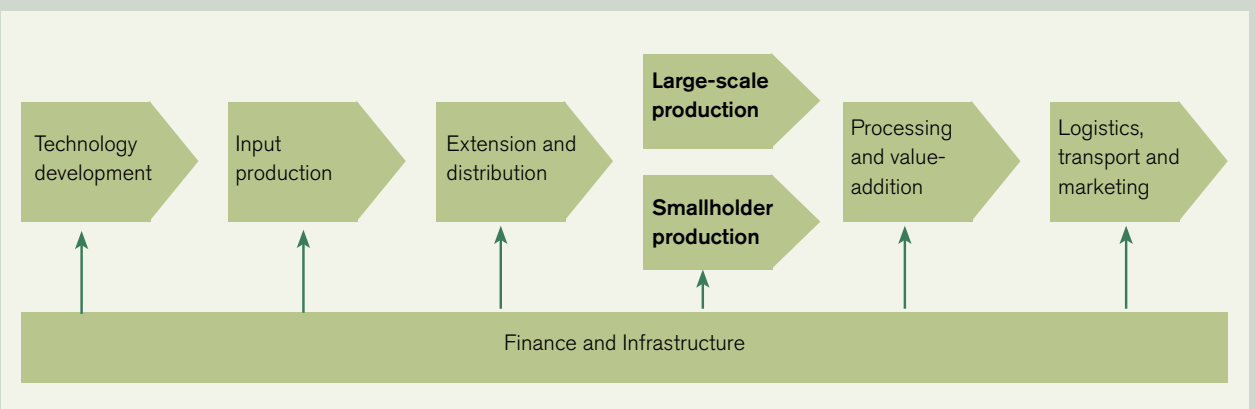 Technology
development
Input
production
Extension and
distribution
Large-scale
production
Smallholder
production
Processing
and value-
addition
Logistics,
transport and
marketing
Finance and Infrastructure